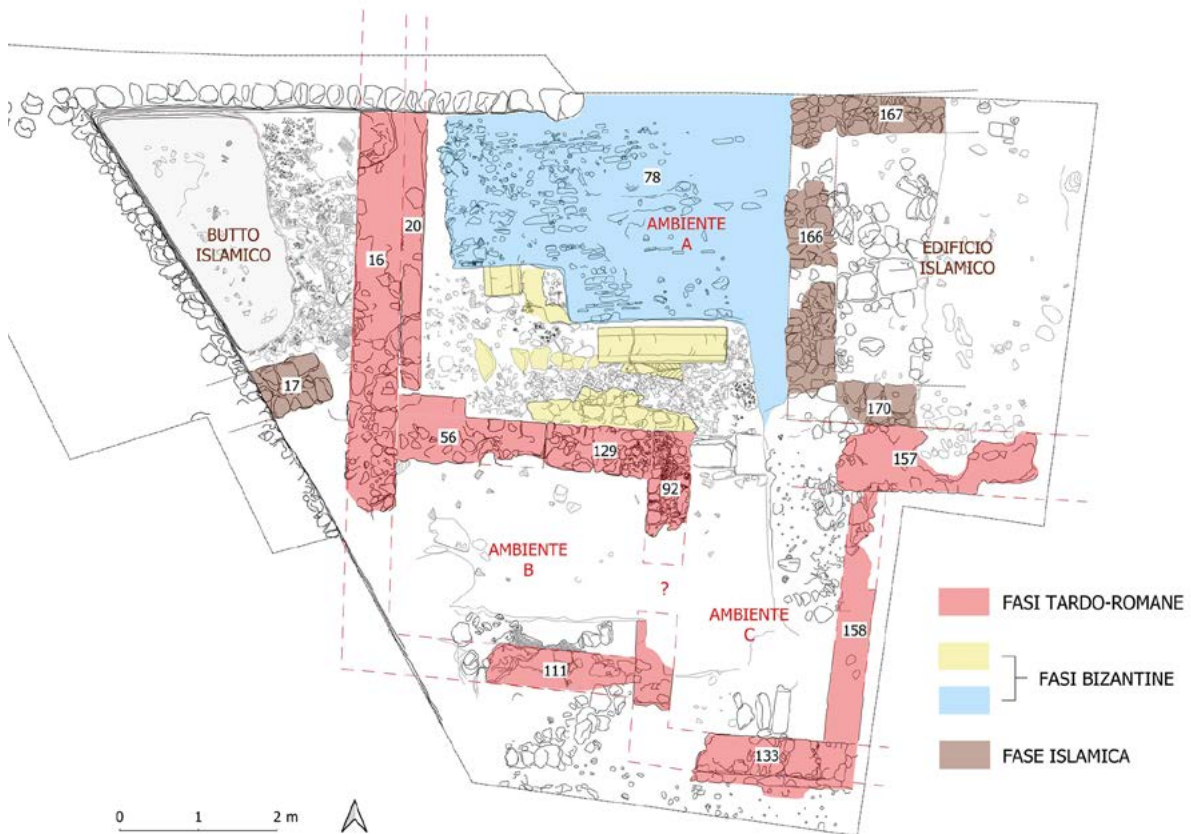 167
78
AMBIENTE
A
20
BUTTO
ISLAMICO
166
EDIFICIO
ISLAMICO
16
17
170
56
129
157
92
AMBIENTE
B
?
AMBIENTE
C
158
111
133
FASI TARDO-ROMANE
FASI BIZANTINE
FASE ISLAMICA
0 1 2 m